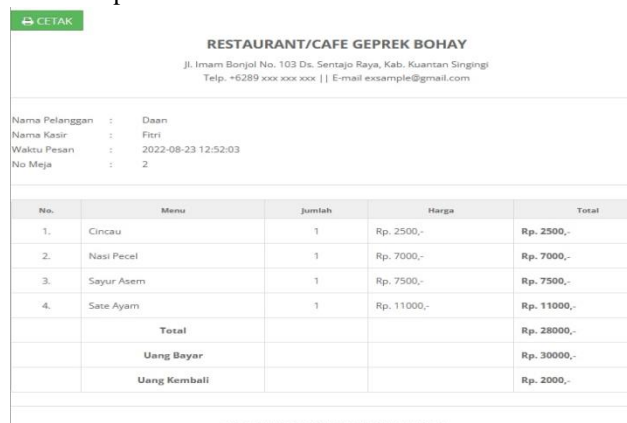 CETAK
RESTAURANT/CAFE GEPREK BOHAY
Jl. Imam Bonjol No. 103 Ds. Sentajo Raya, Kab. Kuantan Singingi
Telp. +6289 xxx xxx xxx || E-mail exsample@gmail.com
Nama Pelanggan : Daan
Nama Kasir : Fitri
Waktu Pesan : 2022-08-23 12:52:03
No Meja : 2
No. Menu Jumlah Harga Total
1. Cincau 1 Rp. 2500,- Rp. 2500,-
2. Nasi Pecel 1 Rp. 7000,- Rp. 7000,-
3. Sayur Asem 1 Rp. 7500,- Rp. 7500,-
4. Sate Ayam 1 Rp. 11000,- Rp. 11000,-
Total Rp. 28000,-
Uang Bayar Rp. 30000,-
Uang Kembali Rp. 2000,-